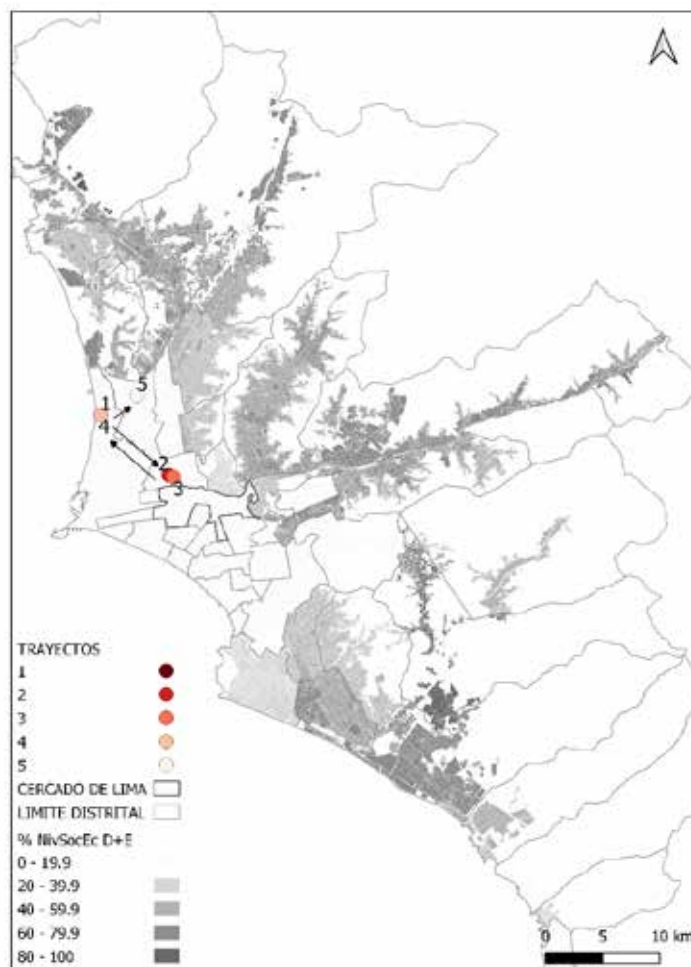 5
1
4
2
3
TRAYECTOS
1
2
3
4
5
CERCADO DE LIMA
LIMITE DISTRITAL
% NivSocEc D+E
0 - 19.9
20 - 39.9
40 - 59.9
60 - 79.9
80 - 100
0 5 10 km